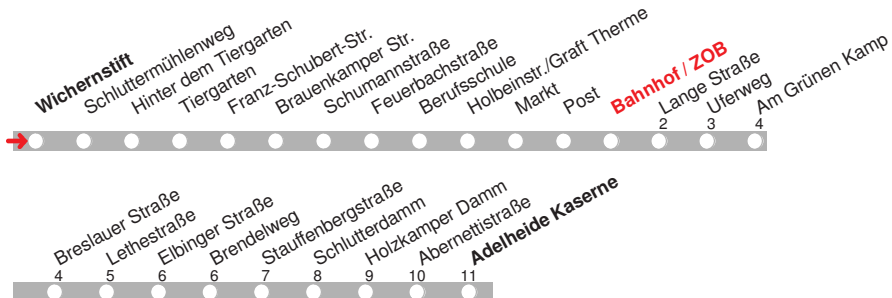 Wichernstift
Schluttermühlenweg
Hinter dem Tiergarten
Tiergarten
Franz-Schubert-Str.
Brauenkamper Str.
Schumannstraße
Feuerbachstraße
Berufsschule
Holbeinstr./Graft Therme
Markt
Post
Bahnhof / ZOB
Lange Straße
Uferweg
Am Grünen Kamp
2 3 4
Breslauer Straße
Lethestraße
Elbinger Straße
Brendelweg
Stauffenbergstraße
Schlutterdamm
Holzkamper Damm
Abernettistraße
Adelheide Kaserne
4 5 6 6 7 8 9 10 11